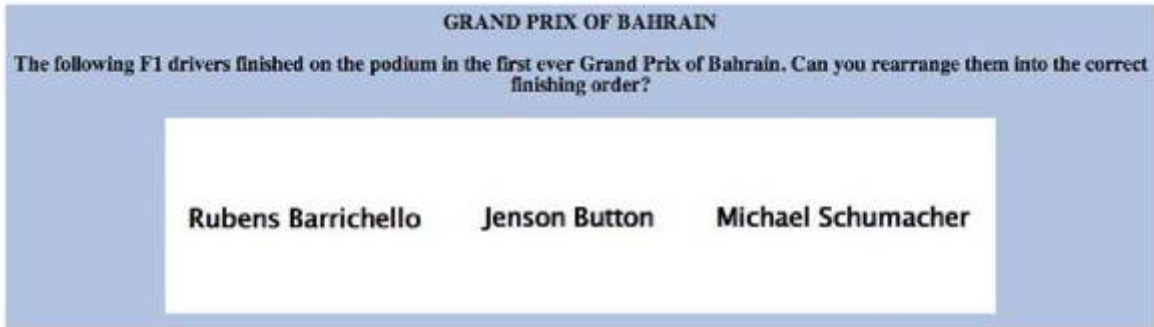 GRAND PRIX OF BAHRAIN
The following F1 drivers finished on the podium in the first ever Grand Prix of Bahrain. Can you rearrange them into the correct
finishing order?
Rubens Barrichello Jenson Button Michael Schumacher